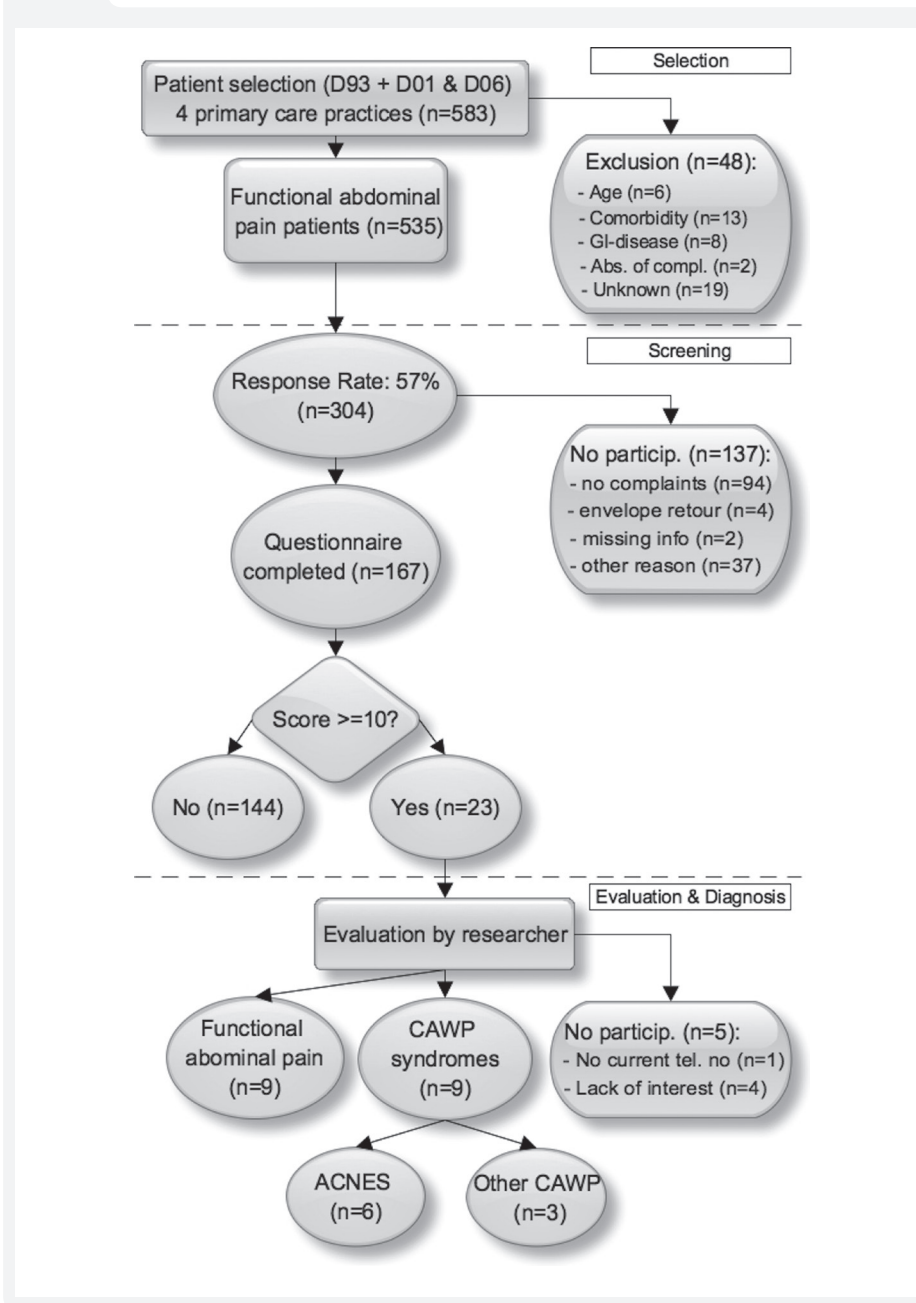 Selection
Patient selection (D93 + D01 & D06)
4 primary care practices (n=583)
Exclusion (n=48):
- Age (n=6)
- Comorbidity (n=13)
- GI-disease (n=8)
- Abs. of compl. (n=2)
- Unknown (n=19)
Functional abdominal
pain patients (n=535)
Screening
Response Rate: 57%
(n=304)
No particip. (n=137):
- no complaints (n=94)
- envelope retour (n=4)
- missing info (n=2)
- other reason (n=37)
Questionnaire
completed (n=167)
Score >=10?
No (n=144)
Yes (n=23)
Evaluation & Diagnosis
Evaluation by researcher
Functional
abominal pain
(n=9)
CAWP
syndromes
(n=9)
No particip. (n=5):
- No current tel. no (n=1)
- Lack of interest (n=4)
ACNES
(n=6)
Other CAWP
(n=3)